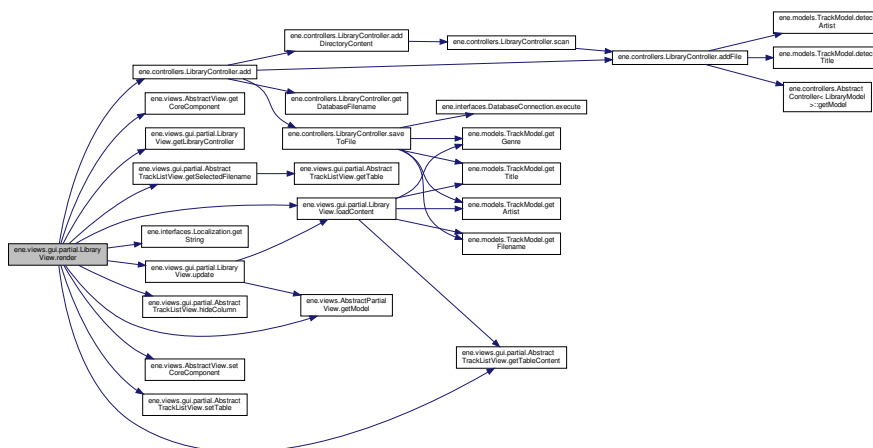 ene.views.gui.partial.Library
View.render
ene.controllers.LibraryController.add
ene.views.AbstractView.get
CoreComponent
ene.views.gui.partial.Library
View.getLibraryController
ene.views.gui.partial.Abstract
TrackListView.getSelectedFilename
ene.interfaces.Localization.get
String
ene.views.gui.partial.Library
View.update
ene.views.gui.partial.Abstract
TrackListView.hideColumn
ene.views.AbstractView.set
CoreComponent
ene.views.gui.partial.Abstract
TrackListView.setTable
ene.controllers.LibraryController.add
DirectoryContent
ene.controllers.LibraryController.get
DatabaseFilename
ene.controllers.LibraryController.save
ToFile
ene.views.gui.partial.Abstract
TrackListView.getTable
ene.views.gui.partial.Library
View.loadContent
ene.views.AbstractPartial
View.getModel
ene.controllers.LibraryController.scan
ene.interfaces.DatabaseConnection.execute
ene.models.TrackModel.get
Genre
ene.models.TrackModel.get
Title
ene.models.TrackModel.get
Artist
ene.models.TrackModel.get
Filename
ene.views.gui.partial.Abstract
TrackListView.getTableContent
ene.controllers.LibraryController.addFile
ene.models.TrackModel.detec
Artist
ene.models.TrackModel.detec
Title
ene.controllers.Abstract
Controller< LibraryModel
>::getModel